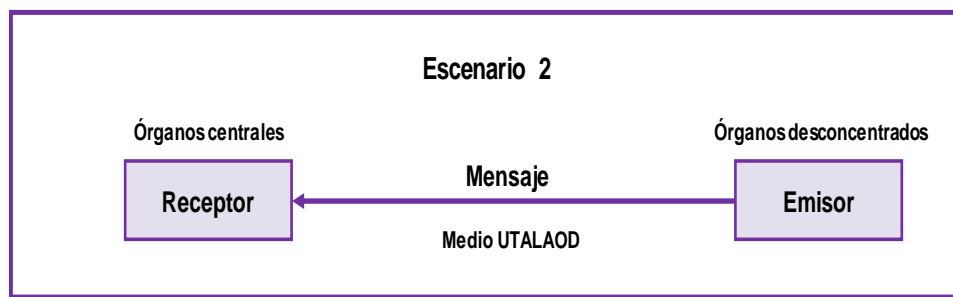 Escenario 2
Órganos centrales
Órganos desconcentrados
Receptor
Mensaje
Emisor
Medio UTALAOD